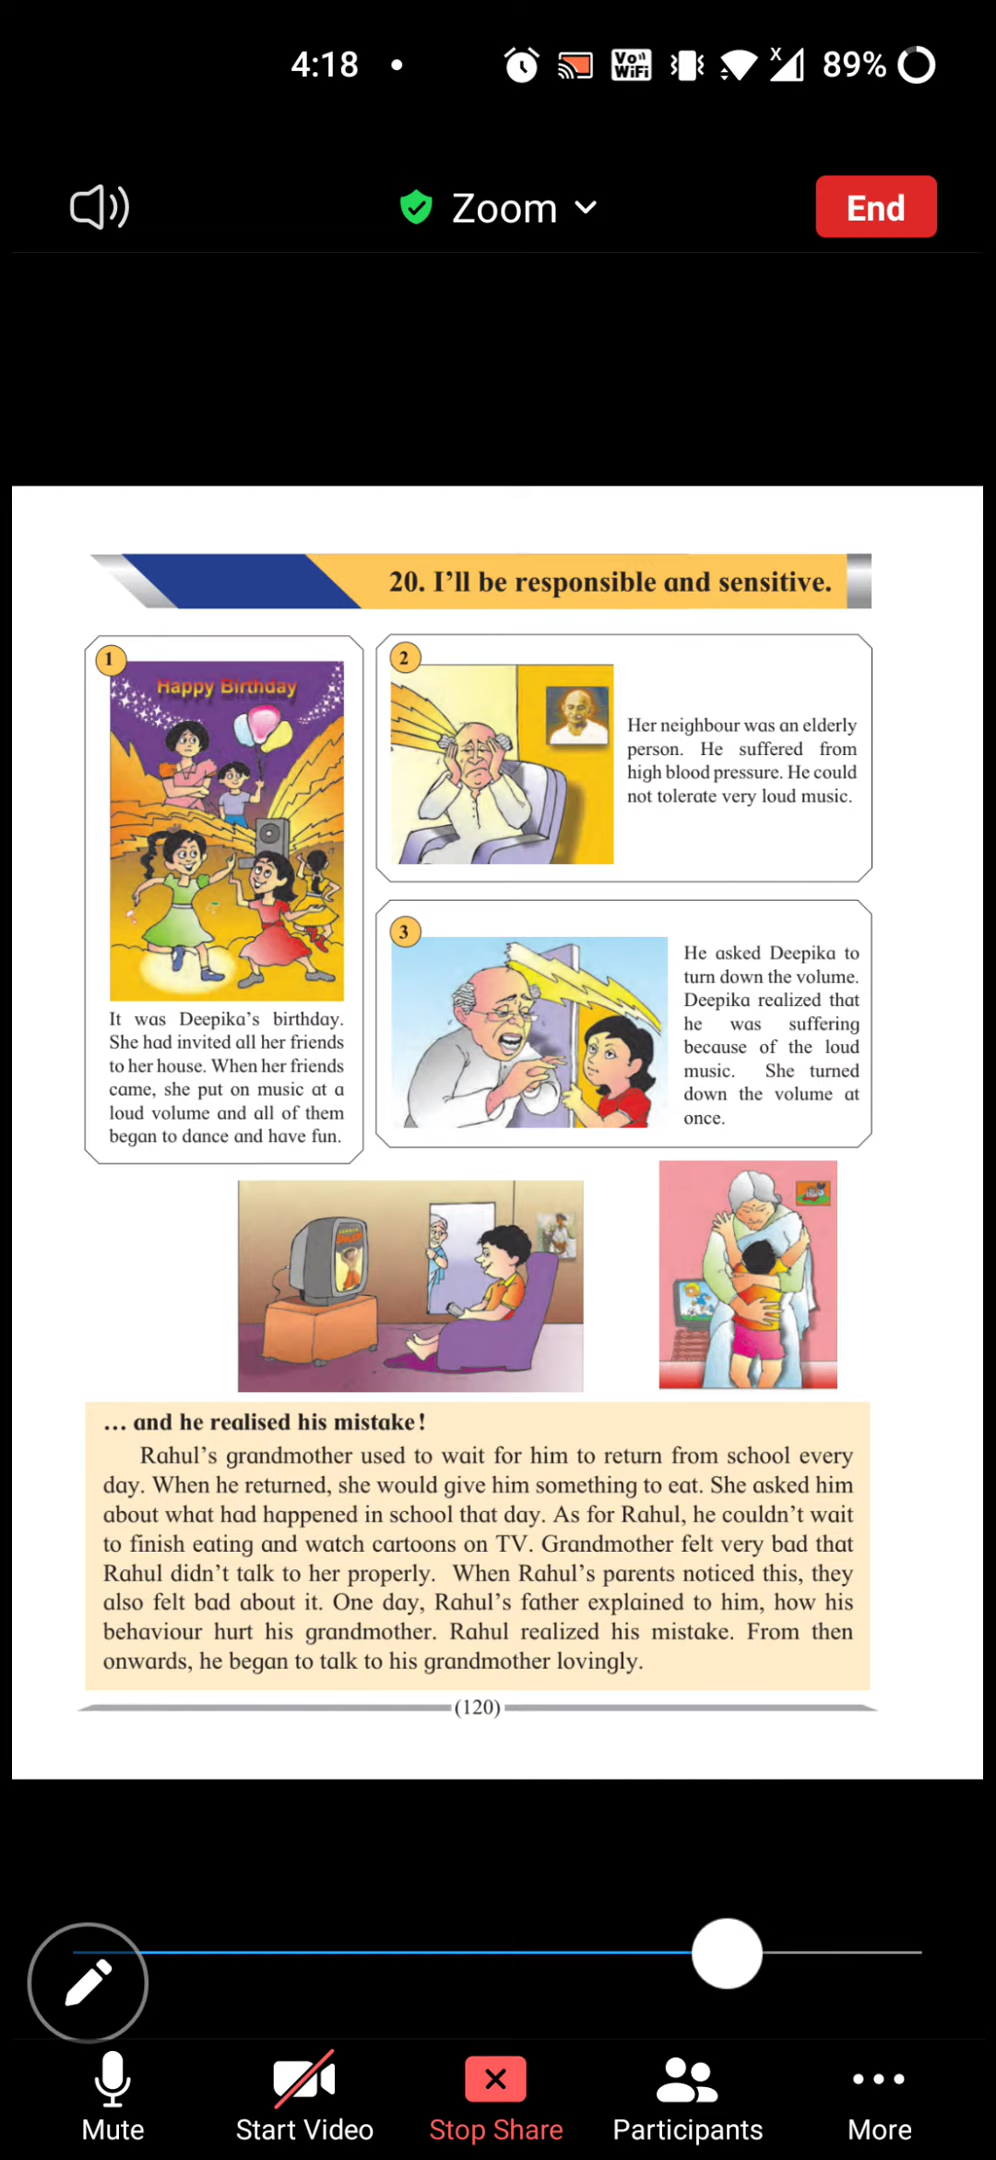 4:18
Vo))
WiFi
X
89%
Zoom
End
20. I’ll be responsible and sensitive.
1
Happy Birthday
It was Deepika’s birthday.
She had invited all her friends
to her house. When her friends
came, she put on music at a
loud volume and all of them
began to dance and have fun.
2
Her neighbour was an elderly
person. He suffered from
high blood pressure. He could
not tolerate very loud music.
3
He asked Deepika to
turn down the volume.
Deepika realized that
he was suffering
because of the loud
music. She turned
down the volume at
once.
... and he realised his mistake!
Rahul’s grandmother used to wait for him to return from school every
day. When he returned, she would give him something to eat. She asked him
about what had happened in school that day. As for Rahul, he couldn’t wait
to finish eating and watch cartoons on TV. Grandmother felt very bad that
Rahul didn’t talk to her properly. When Rahul’s parents noticed this, they
also felt bad about it. One day, Rahul’s father explained to him, how his
behaviour hurt his grandmother. Rahul realized his mistake. From then
onwards, he began to talk to his grandmother lovingly.
(120)
Mute
Start Video
Stop Share
Participants
More